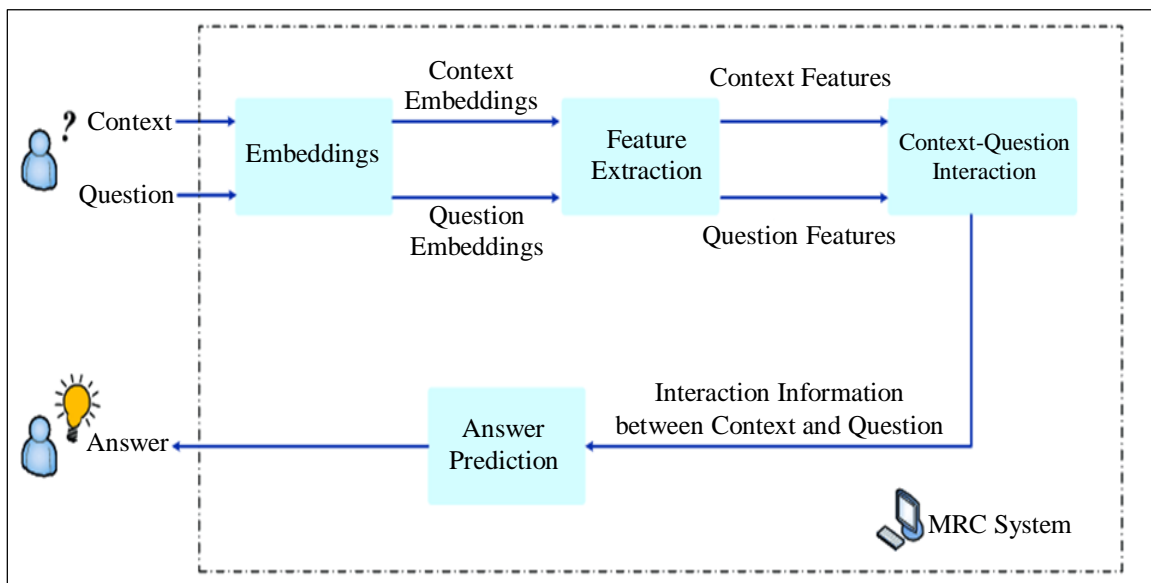 ?
Context
Question
Embeddings
Context
Embeddings
Question
Embeddings
Feature
Extraction
Context Features
Question Features
Context-Question
Interaction
Interaction Information
between Context and Question
Answer
Prediction
Answer
MRC System